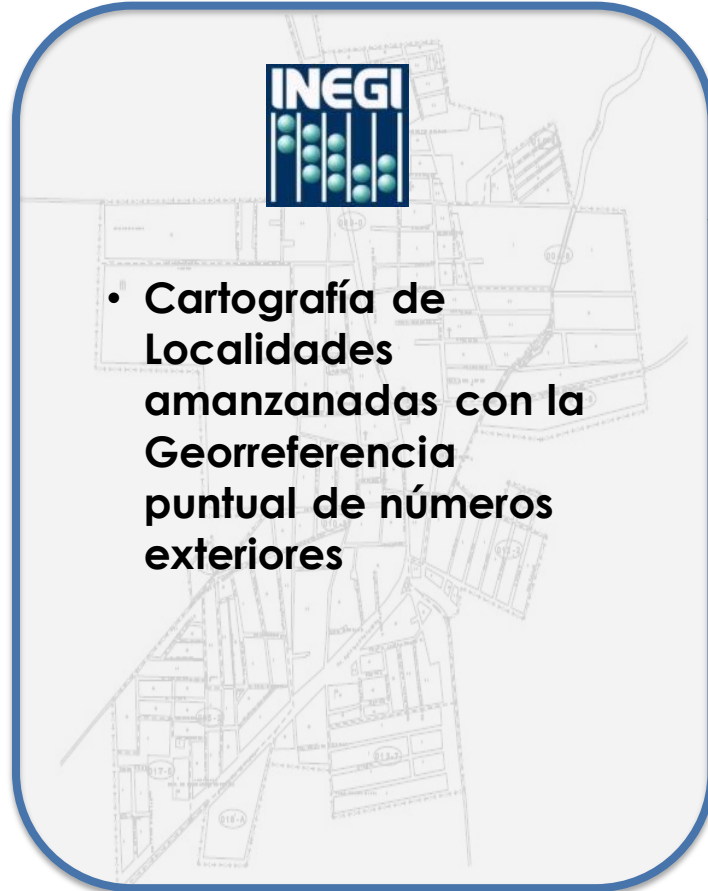 INEGI
• Cartografía de
Localidades
amanzanadas con la
Georreferencia
puntual de números
exteriores